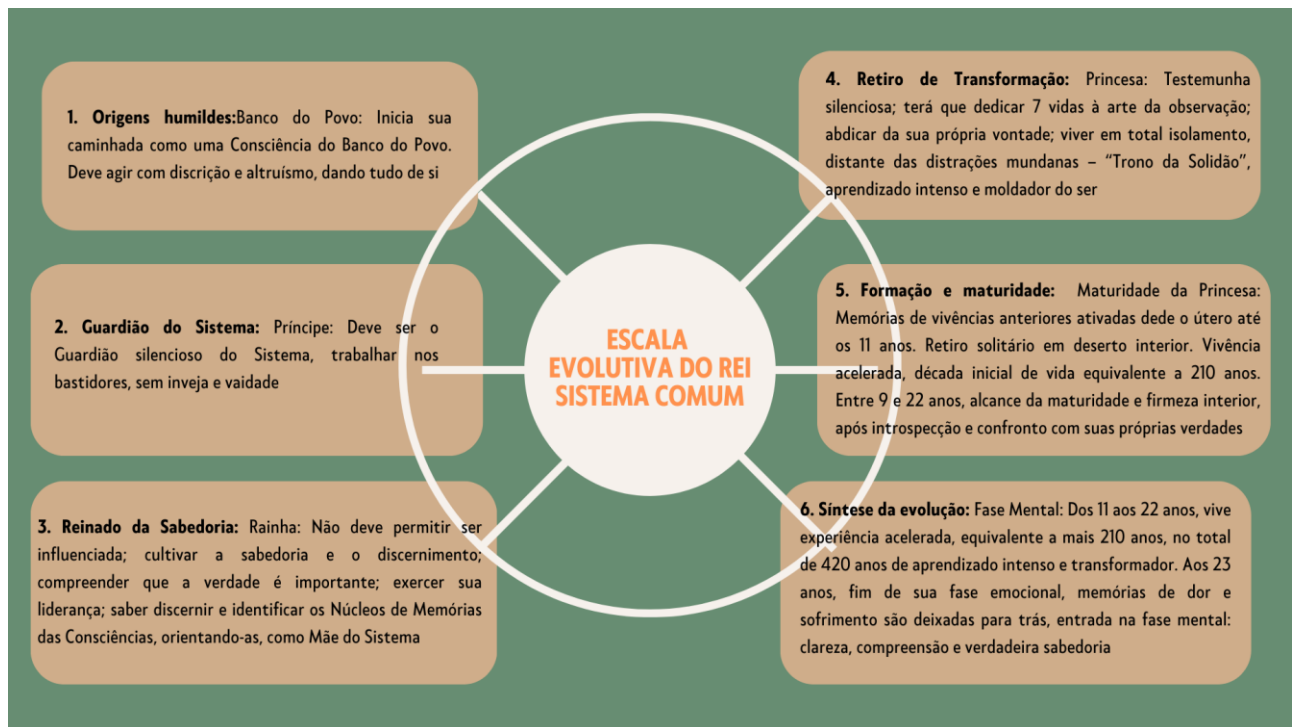 1. Origens humildes:Banco do Povo: Inicia sua
caminhada como uma Consciência do Banco do Povo.
Deve agir com discrição e altruísmo, dando tudo de si
2. Guardião do Sistema: Príncipe: Deve ser o
Guardião silencioso do Sistema, trabalhar nos
bastidores, sem inveja e vaidade
3. Reinado da Sabedoria: Rainha: Não deve permitir ser
influenciada; cultivar a sabedoria e o discernimento;
compreender que a verdade é importante; exercer sua
liderança; saber discernir e identificar os Núcleos de Memórias
das Consciências, orientando-as, como Mãe do Sistema
ESCALA
EVOLUTIVA DO REI
SISTEMA COMUM
4. Retiro de Transformação: Princesa: Testemunha
silenciosa; terá que dedicar 7 vidas à arte da observação;
abdicar da sua própria vontade; viver em total isolamento,
distante das distrações mundanas – “Trono da Solidão”,
aprendizado intenso e moldador do ser
5. Formação e maturidade: Maturidade da Princesa:
Memórias de vivências anteriores ativadas dede o útero até
os 11 anos. Retiro solitário em deserto interior. Vivência
acelerada, década inicial de vida equivalente a 210 anos.
Entre 9 e 22 anos, alcance da maturidade e firmeza interior,
após introspecção e confronto com suas próprias verdades
6. Síntese da evolução: Fase Mental: Dos 11 aos 22 anos, vive
experiência acelerada, equivalente a mais 210 anos, no total
de 420 anos de aprendizado intenso e transformador. Aos 23
anos, fim de sua fase emocional, memórias de dor e
sofrimento são deixadas para trás, entrada na fase mental:
clareza, compreensão e verdadeira sabedoria